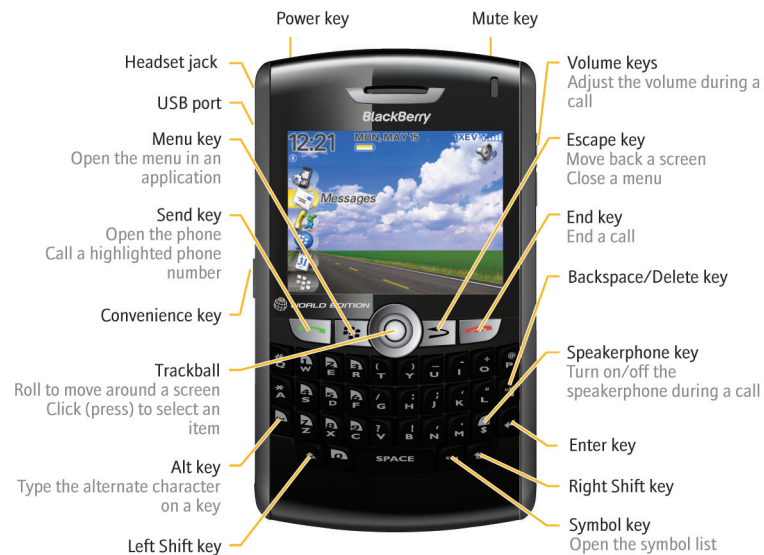 Power key
Mute key
Headset jack
USB port
Menu key
Open the menu in an
application
Send key
Open the phone
Call a highlighted phone
number
Convenience key
Trackball
Roll to move around a screen
Click (press) to select an
item
Alt key
Type the alternate character
on a key
Left Shift key
Volume keys
Adjust the volume during a
call
Escape key
Move back a screen
Close a menu
End key
End a call
Backspace/Delete key
Speakerphone key
Turn on/off the
speakerphone during a call
Enter key
Right Shift key
Symbol key
Open the symbol list
BlackBerry
12:21 MON, MAY 15 1XEV
Messages
31
WORLD EDITION
# ( ) _ - + @
Q W E R T Y U I O P
* / : ; ' "
A S D F G H J K L
? ! , . $
Z X C V B N M
SPACE